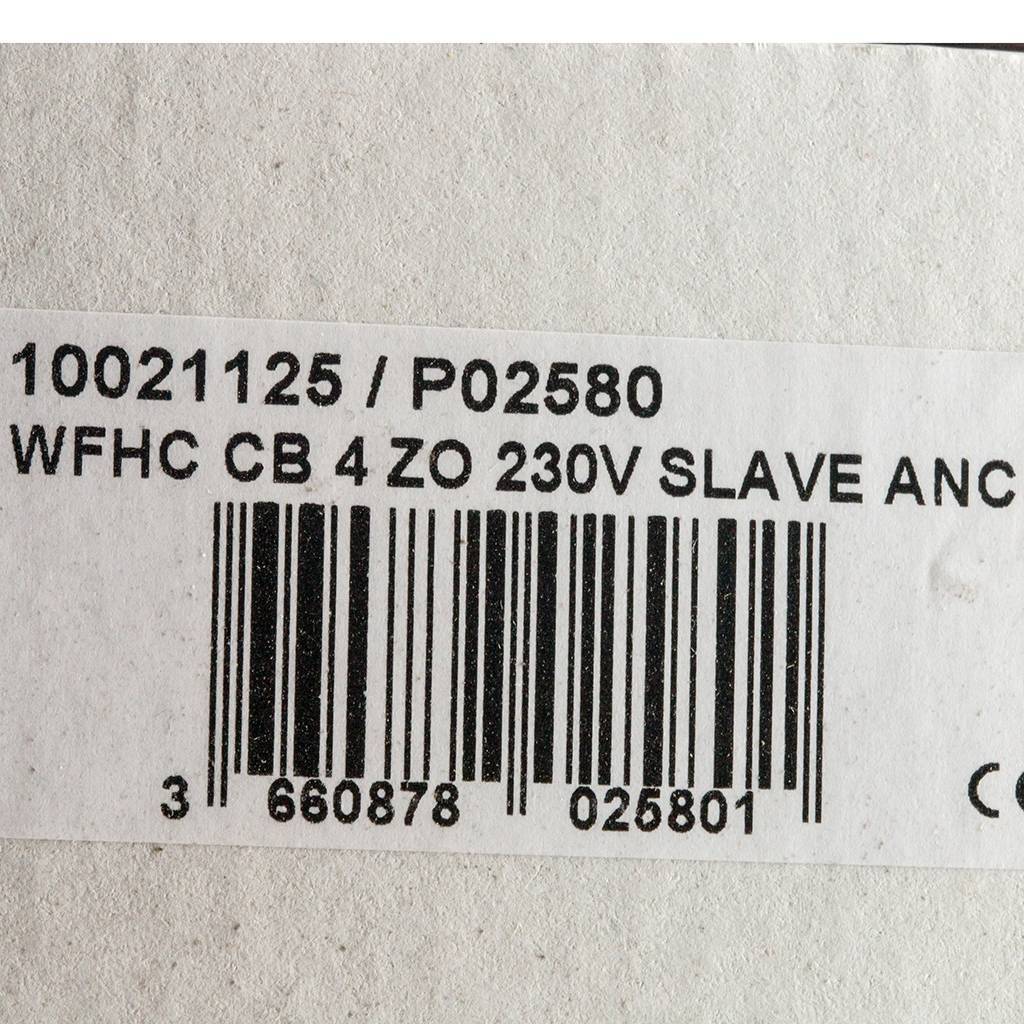 10021125 / P02580
WFHC CB 4 ZO 230V SLAVE ANC
3 660878 025801